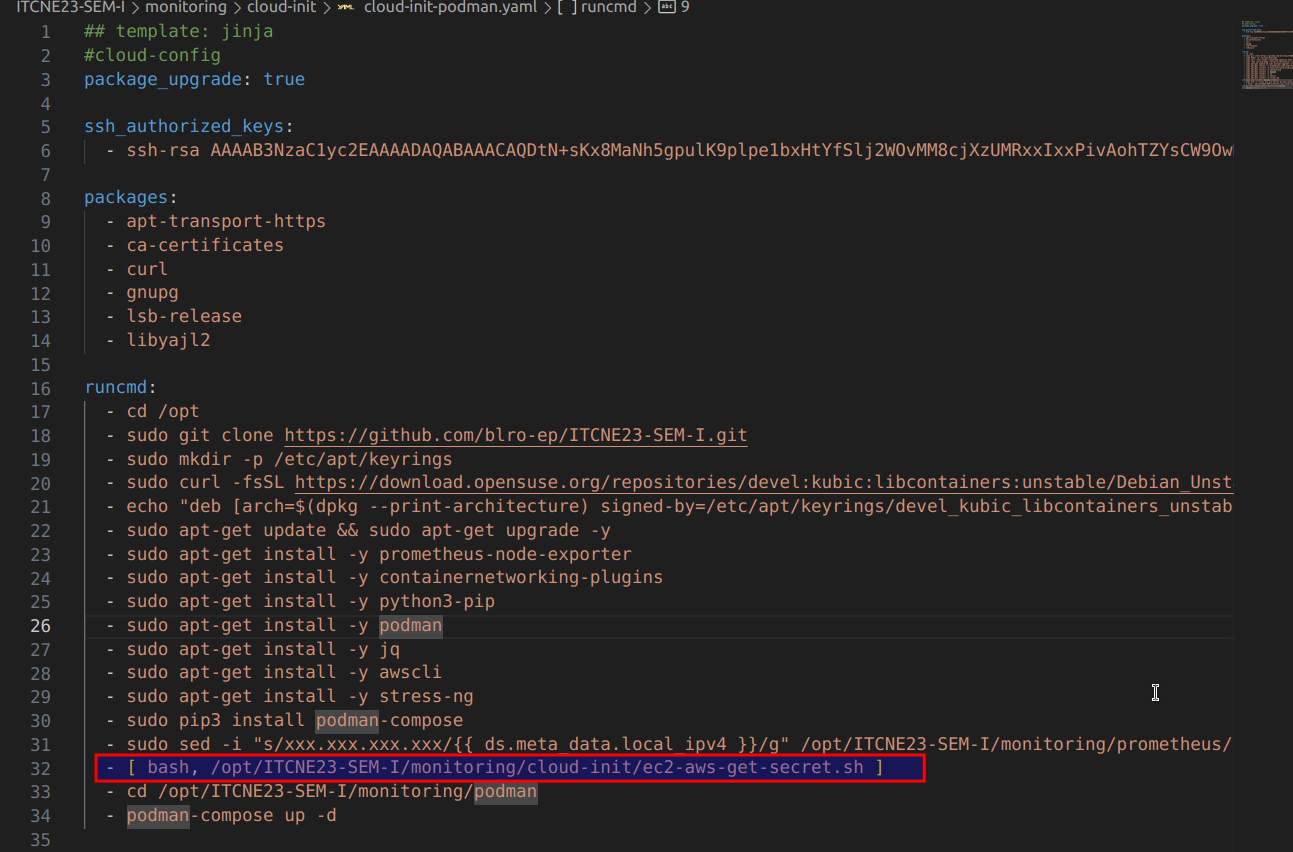 ITCNE23-SEM-I > monitoring > cloud-init > YAML cloud-init-podman.yaml > [ ] runcmd > abc 9
1 ## template: jinja
2 #cloud-config
3 package_upgrade: true
4
5 ssh_authorized_keys:
6 - ssh-rsa AAAAB3NzaC1yc2EAAAADAQABAAACAQDtN+sKx8MaNh5gpulK9plpe1bxHtYfSlj2WOvMM8cjXzUMRxxIxxPivAohTZYsCW9Ow
7
8 packages:
9 - apt-transport-https
10 - ca-certificates
11 - curl
12 - gnupg
13 - lsb-release
14 - libyajl2
15
16 runcmd:
17 - cd /opt
18 - sudo git clone https://github.com/blro-ep/ITCNE23-SEM-I.git
19 - sudo mkdir -p /etc/apt/keyrings
20 - sudo curl -fsSL https://download.opensuse.org/repositories/devel:kubic:libcontainers:unstable/Debian_Unst
21 - echo "deb [arch=$(dpkg --print-architecture) signed-by=/etc/apt/keyrings/devel_kubic_libcontainers_unstab
22 - sudo apt-get update && sudo apt-get upgrade -y
23 - sudo apt-get install -y prometheus-node-exporter
24 - sudo apt-get install -y containernetworking-plugins
25 - sudo apt-get install -y python3-pip
26 - sudo apt-get install -y podman
27 - sudo apt-get install -y jq
28 - sudo apt-get install -y awscli
29 - sudo apt-get install -y stress-ng
30 - sudo pip3 install podman-compose
31 - sudo sed -i "s/xxx.xxx.xxx.xxx/{{ ds.meta_data.local_ipv4 }}/g" /opt/ITCNE23-SEM-I/monitoring/prometheus/
32 - [ bash, /opt/ITCNE23-SEM-I/monitoring/cloud-init/ec2-aws-get-secret.sh ]
33 - cd /opt/ITCNE23-SEM-I/monitoring/podman
34 - podman-compose up -d
35